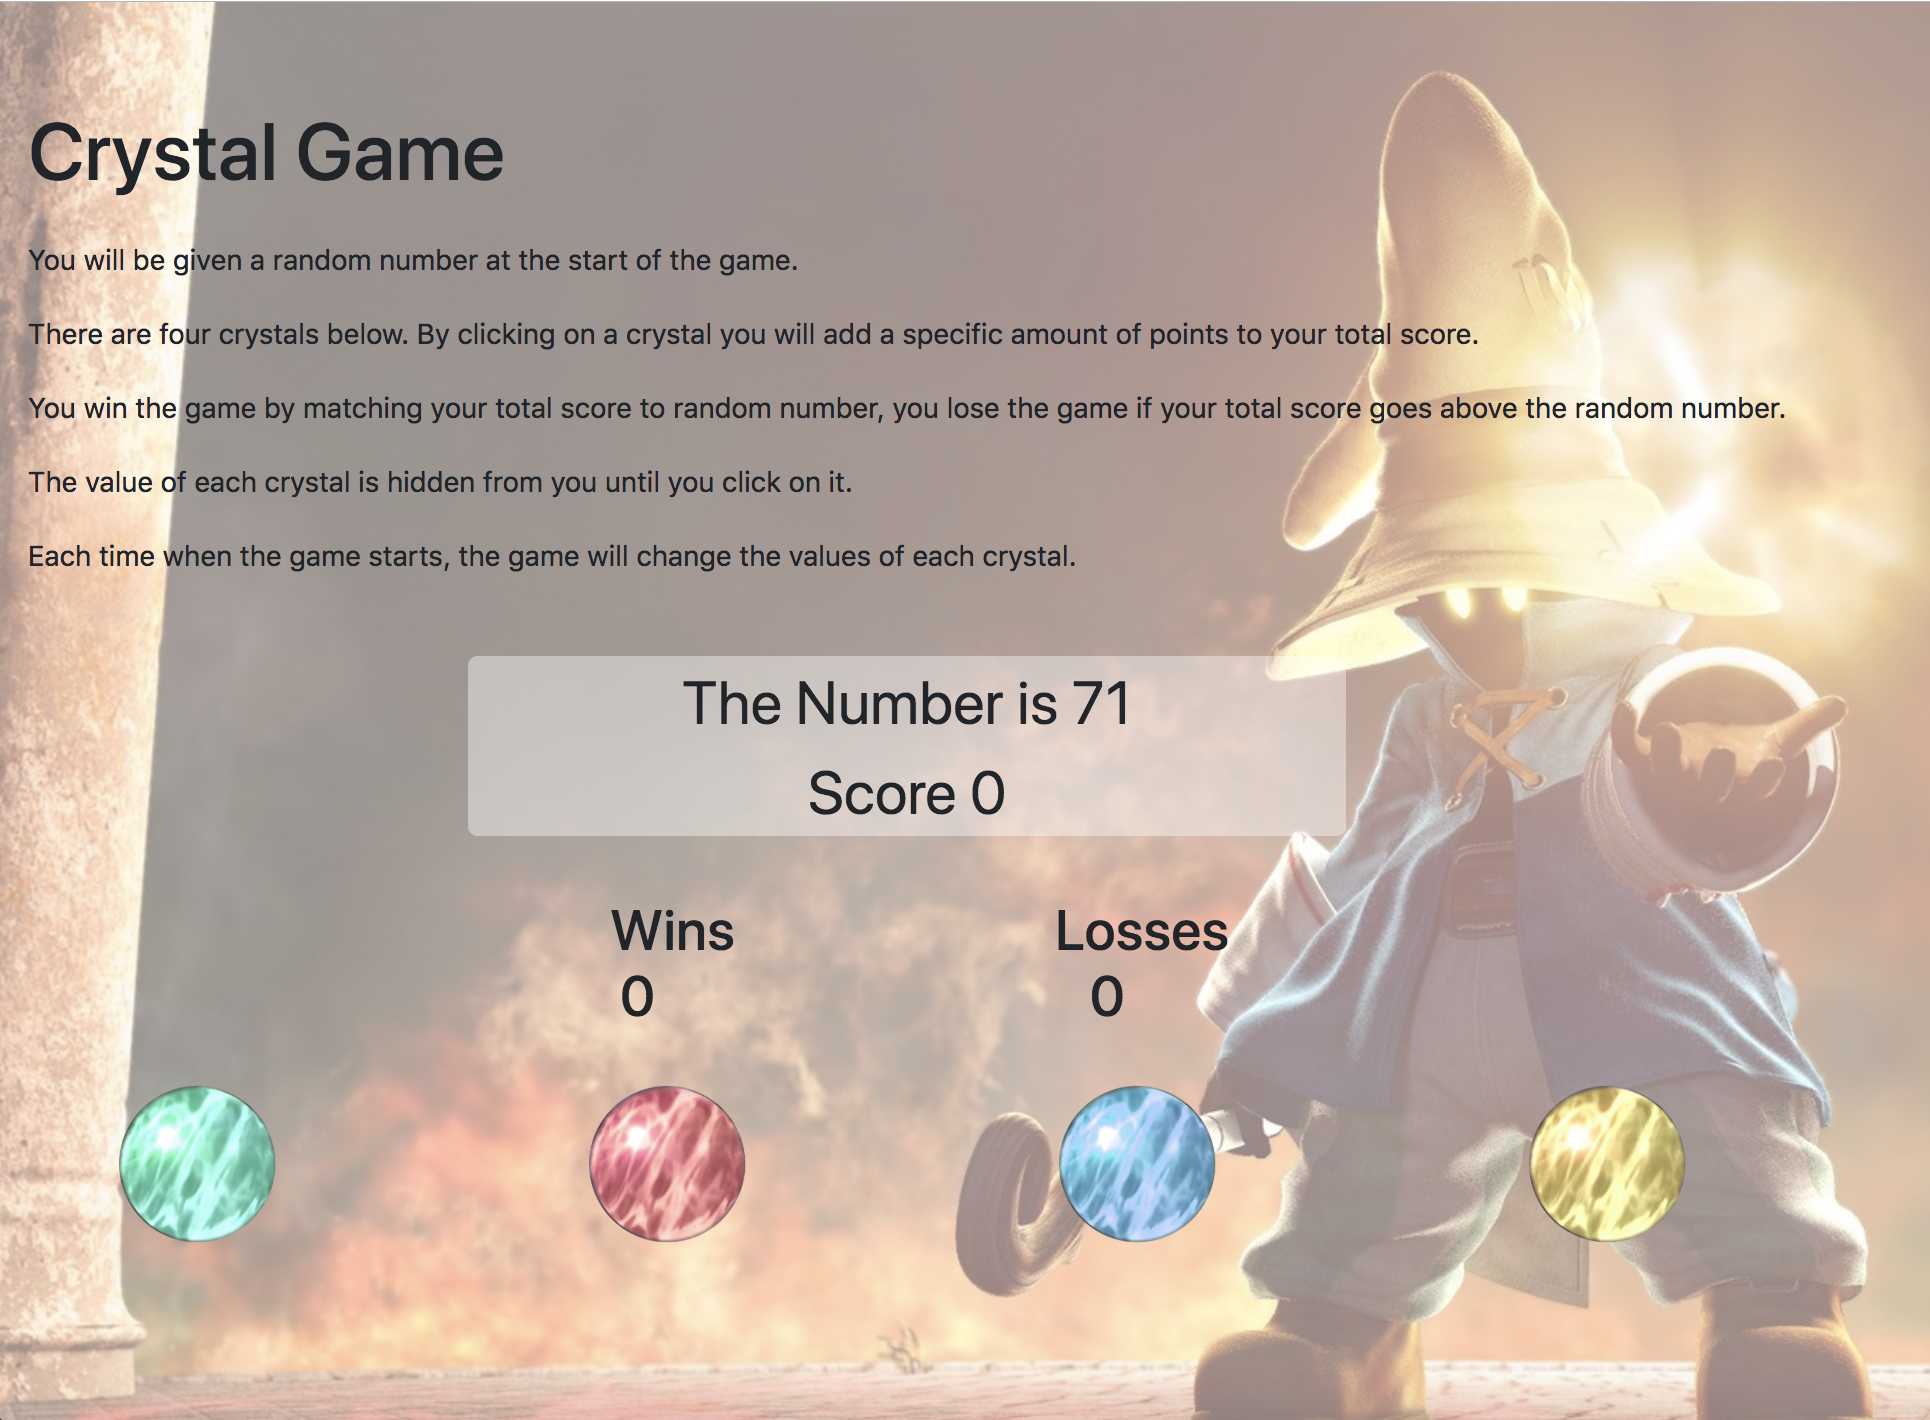 Crystal Game
You will be given a random number at the start of the game.
There are four crystals below. By clicking on a crystal you will add a specific amount of points to your total score.
You win the game by matching your total score to random number, you lose the game if your total score goes above the random number.
The value of each crystal is hidden from you until you click on it.
Each time when the game starts, the game will change the values of each crystal.
The Number is 71
Score 0
Wins
0
Losses
0